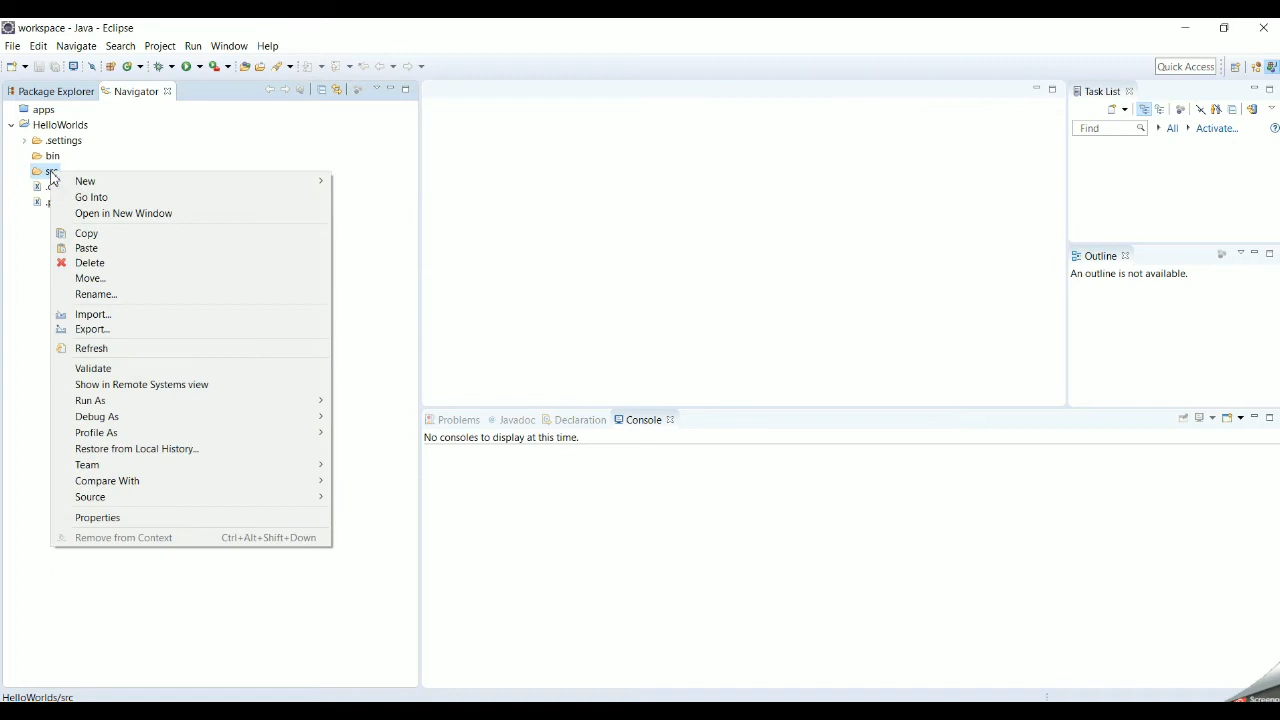 workspace - Java - Eclipse
File Edit Navigate Search Project Run Window Help
Quick Access
Package Explorer Navigator
apps
HelloWorlds
.settings
bin
New
Go Into
Open in New Window
Copy
Paste
Delete
Move...
Rename...
Import...
Export...
Refresh
Validate
Show in Remote Systems view
Run As
Debug As
Profile As
Restore from Local History...
Team
Compare With
Source
Properties
Remove from Context Ctrl+Alt+Shift+Down
Task List
Find All Activate...
Outline
An outline is not available.
Problems Javadoc Declaration Console
No consoles to display at this time.
HelloWorlds/src